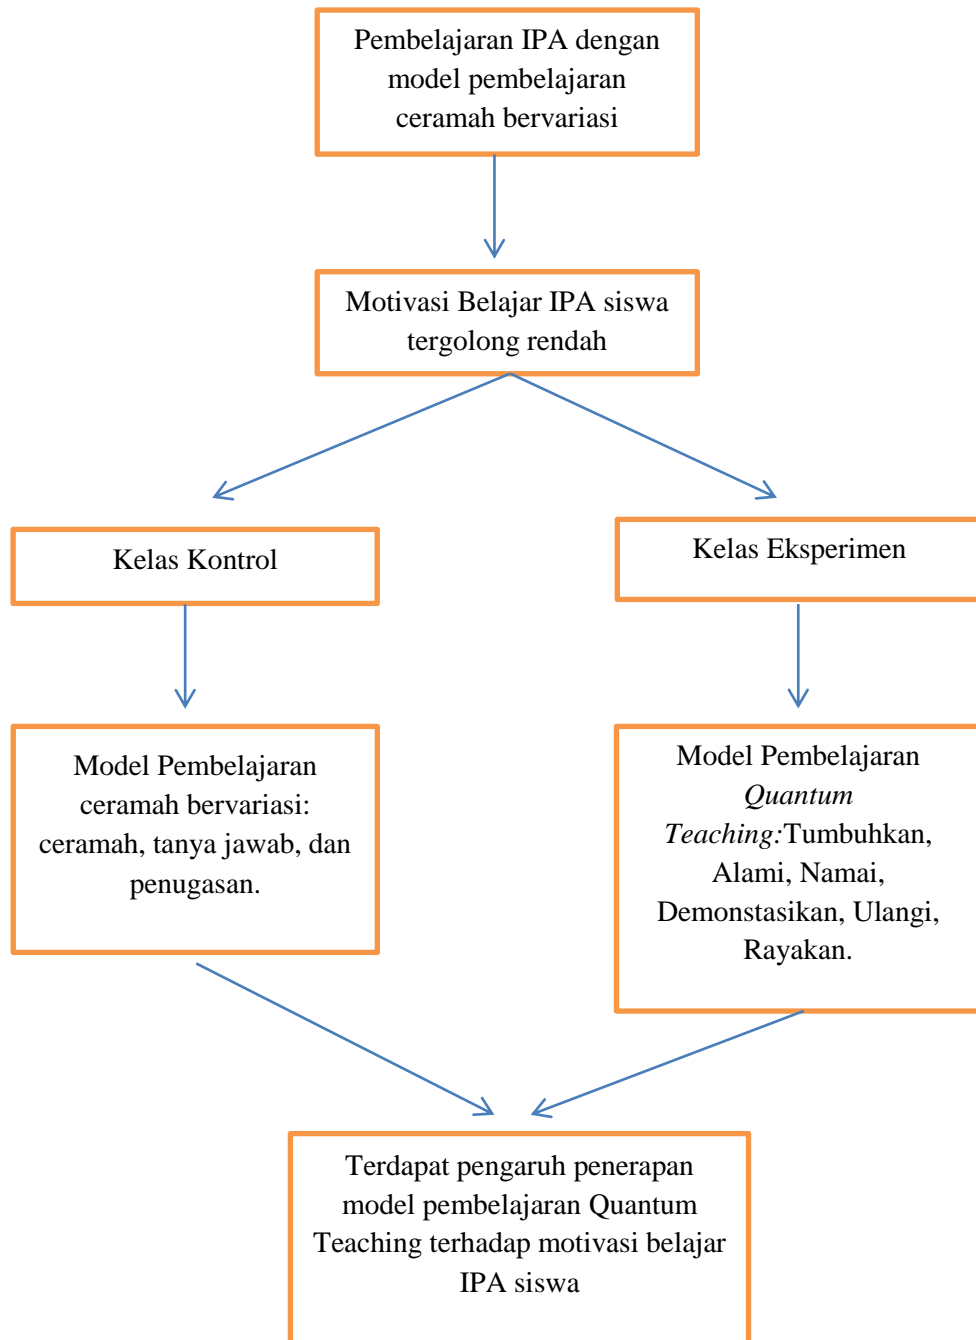 Pembelajaran IPA dengan
model pembelajaran
ceramah bervariasi
Motivasi Belajar IPA siswa
tergolong rendah
Kelas Kontrol
Kelas Eksperimen
Model Pembelajaran
ceramah bervariasi:
ceramah, tanya jawab, dan
penugasan.
Model Pembelajaran
Quantum
Teaching:Tumbuhkan,
Alami, Namai,
Demonstasikan, Ulangi,
Rayakan.
Terdapat pengaruh penerapan
model pembelajaran Quantum
Teaching terhadap motivasi belajar
IPA siswa